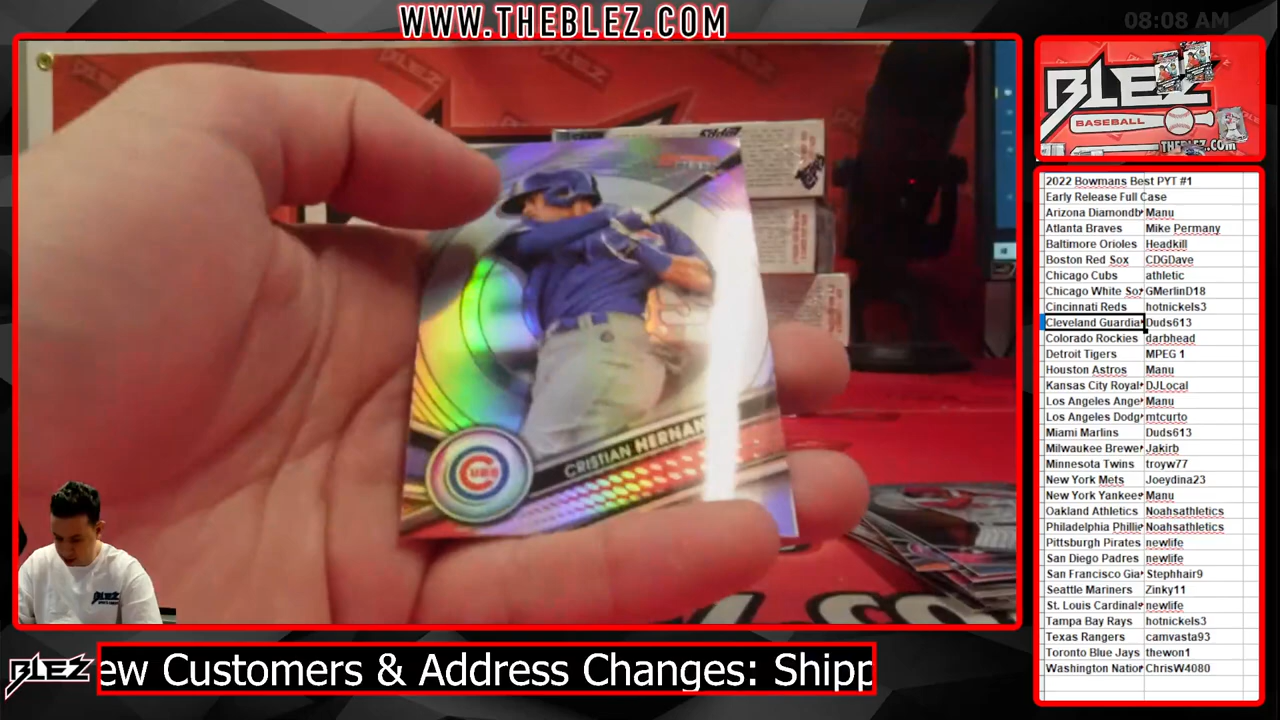 WWW.THEBLEZ.COM
08:08 AM
BLEZ
BASEBALL
THEBLEZ.COM
CUBS
CRISTIAN HERNAN
2022 Bowmans Best PYT #1
Early Release Full Case
Arizona Diamondb Manu
Atlanta Braves Mike Permany
Baltimore Orioles Headkill
Boston Red Sox CDGDave
Chicago Cubs athletic
Chicago White Sox GMerlinD18
Cincinnati Reds hotnickels3
Cleveland Guardia Duds613
Colorado Rockies darbhead
Detroit Tigers MPEG 1
Houston Astros Manu
Kansas City Royal DJLocal
Los Angeles Ange Manu
Los Angeles Dodg mtcurto
Miami Marlins Duds613
Milwaukee Brewe Jakirb
Minnesota Twins troyw77
New York Mets Joeydina23
New York Yankees Manu
Oakland Athletics Noahsathletics
Philadelphia Phillie Noahsathletics
Pittsburgh Pirates newlife
San Diego Padres newlife
San Francisco Gia Stephhair9
Seattle Mariners Zinky11
St. Louis Cardinals newlife
Tampa Bay Rays hotnickels3
Texas Rangers camvasta93
Toronto Blue Jays thewon1
Washington Nation ChrisW4080
BLEZ
ew Customers & Address Changes: Shipp